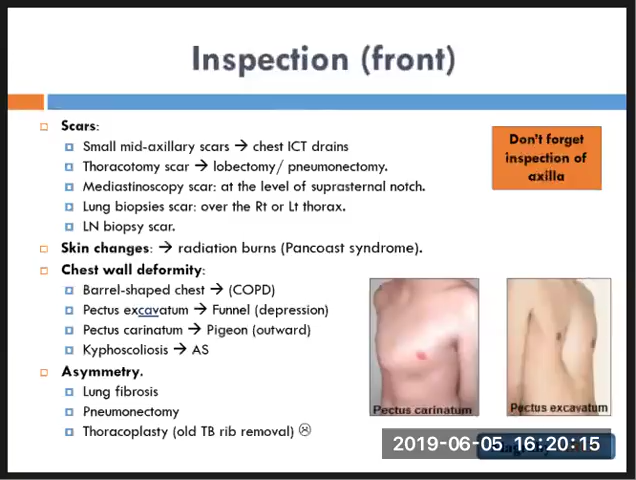 Inspection (front)
Scars:
Small mid-axillary scars → chest ICT drains
Thoracotomy scar → lobectomy/ pneumonectomy.
Mediastinoscopy scar: at the level of suprasternal notch.
Lung biopsies scar: over the Rt or Lt thorax.
LN biopsy scar.
Skin changes: → radiation burns (Pancoast syndrome).
Chest wall deformity:
Barrel-shaped chest → (COPD)
Pectus excavatum → Funnel (depression)
Pectus carinatum → Pigeon (outward)
Kyphoscoliosis → AS
Asymmetry.
Lung fibrosis
Pneumonectomy
Thoracoplasty (old TB rib removal) ☹
Don't forget
inspection of
axilla
Pectus carinatum
Pectus excavatum
2019-06-05 16:20:15